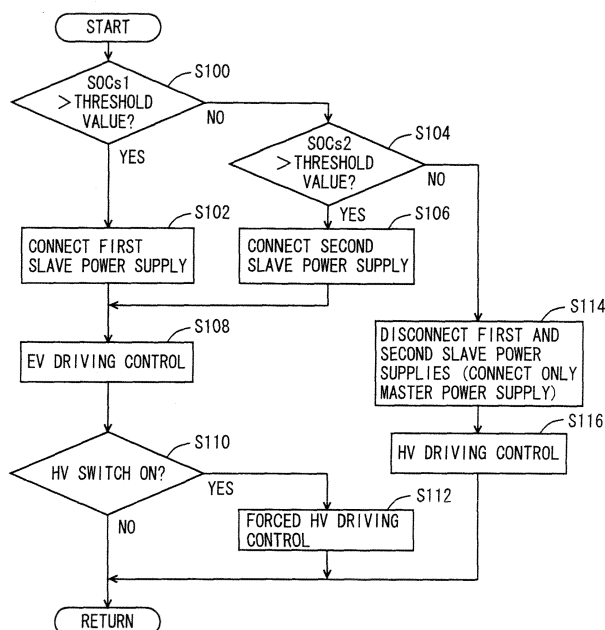 START
S100
SOCs1
>THRESHOLD
VALUE?
NO
YES
S104
SOCs2
>THRESHOLD
VALUE?
NO
YES
S102
CONNECT FIRST
SLAVE POWER SUPPLY
S106
CONNECT SECOND
SLAVE POWER SUPPLY
S108
EV DRIVING CONTROL
S114
DISCONNECT FIRST AND
SECOND SLAVE POWER
SUPPLIES (CONNECT ONLY
MASTER POWER SUPPLY)
S116
HV DRIVING CONTROL
S110
HV SWITCH ON?
YES
NO
S112
FORCED HV DRIVING
CONTROL
RETURN